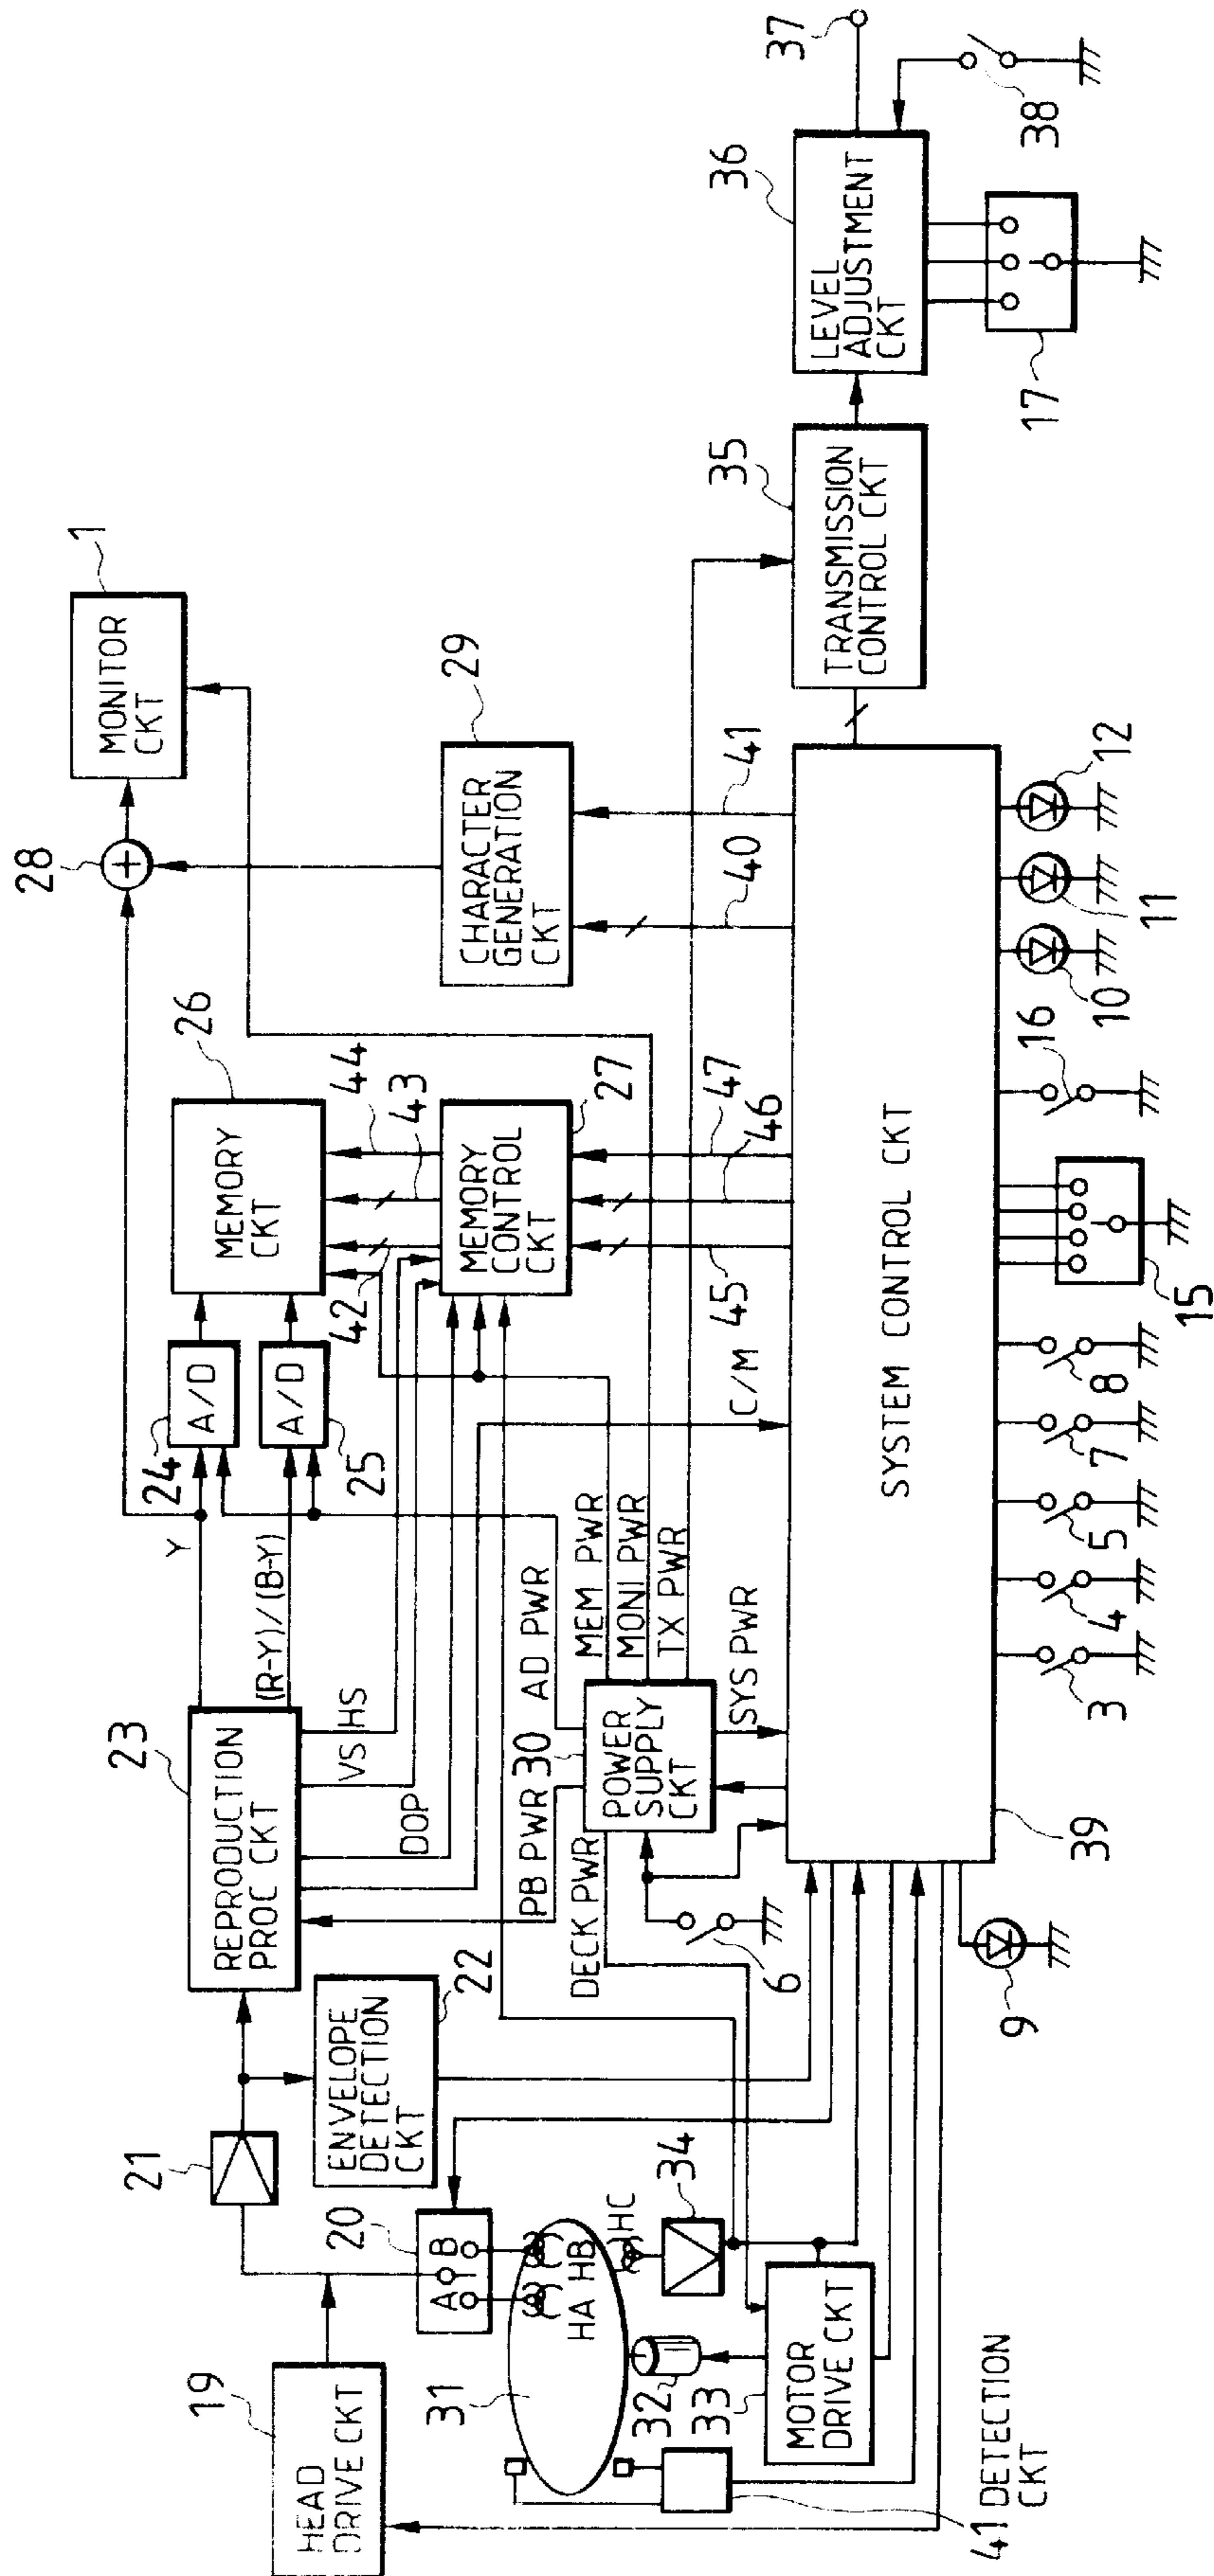 19
HEAD
DRIVE CKT
21
20
A
B
31
HA
HB
HC
32
33
34
MOTOR
DRIVE CKT
41
DETECTION
CKT
ENVELOPE
DETECTION
CKT
22
23
REPRODUCTION
PROC CKT
Y
(R-Y)/(B-Y)
VS
HS
DOP
PB PWR
30
AD PWR
DECK PWR
POWER
SUPPLY
CKT
MEM PWR
MONI PWR
TX PWR
SYS PWR
6
9
39
24
A/D
25
A/D
26
MEMORY
CKT
42
43
44
MEMORY
CONTROL
CKT
27
45
46
47
C/M
28
+
1
MONITOR
CKT
29
CHARACTER
GENERATION
CKT
40
41
SYSTEM CONTROL CKT
3
4
5
7
8
15
16
10
11
12
35
TRANSMISSION
CONTROL CKT
36
LEVEL
ADJUSTMENT
CKT
17
37
38